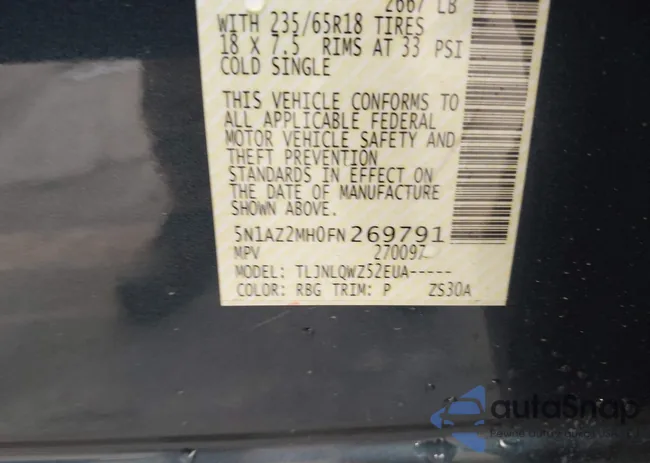 2667 LB
WITH 235/65R18 TIRES
18 X 7.5 RIMS AT 33 PSI
COLD SINGLE
THIS VEHICLE CONFORMS TO
ALL APPLICABLE FEDERAL
MOTOR VEHICLE SAFETY AND
THEFT PREVENTION
STANDARDS IN EFFECT ON
THE DATE OF MANUFACTURE
SHOWN ABOVE.
5N1AZ2MH0FN269791
MPV 270097
MODEL: TLJNLQWZ52EUA-----
COLOR: RBG TRIM: P ZS30A
autaSnap